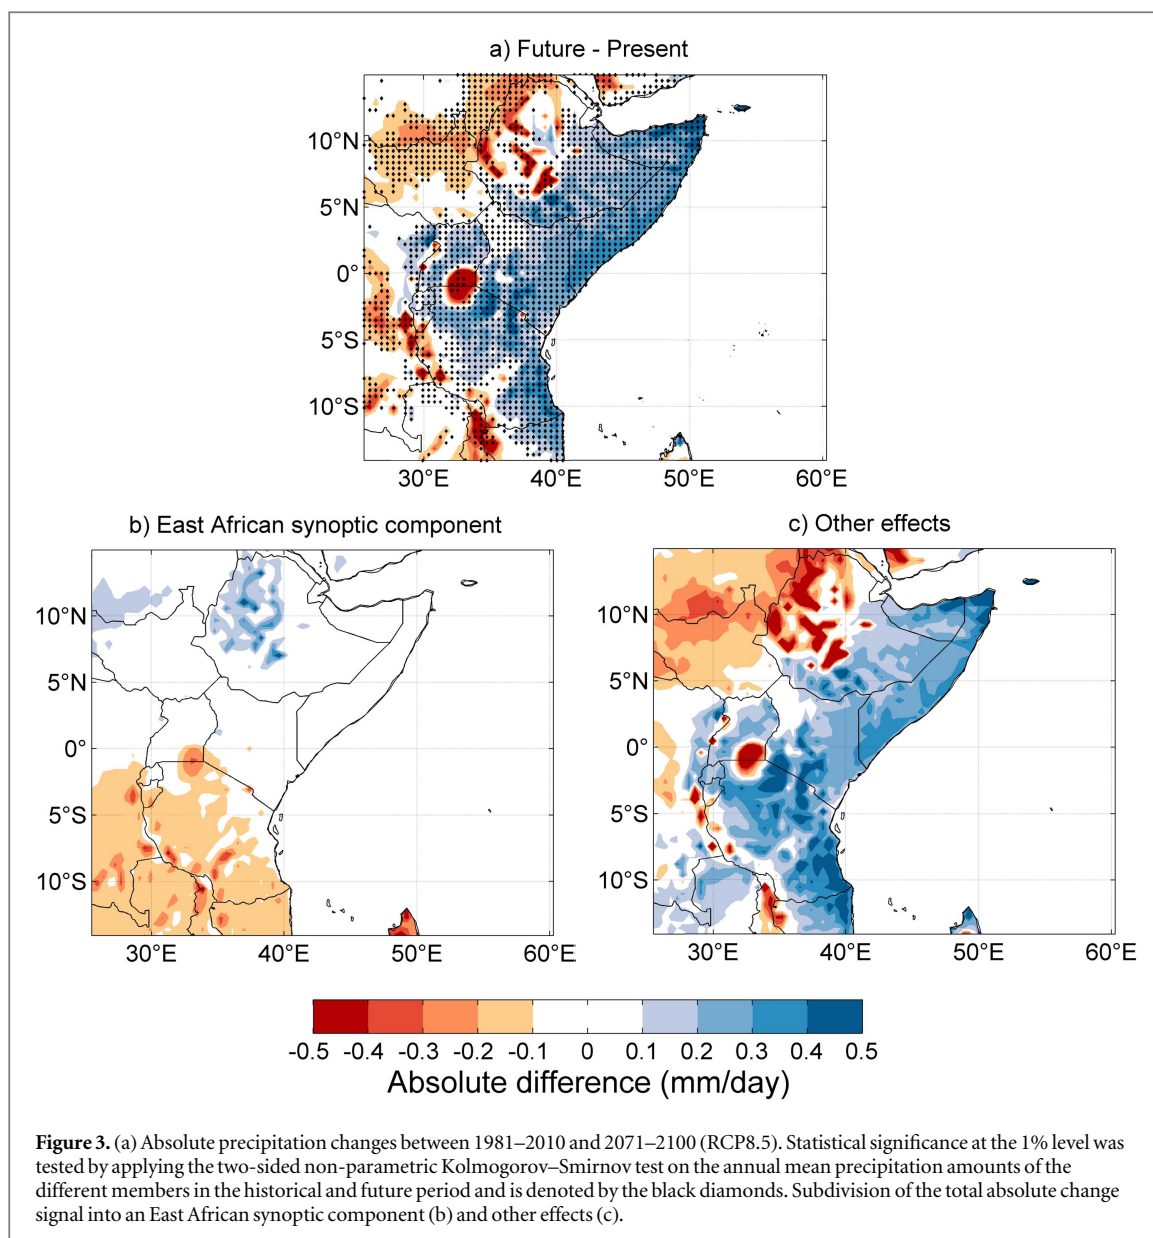 a) Future - Present
10°N
5°N
0°
5°S
10°S
30°E 40°E 50°E 60°E
b) East African synoptic component
10°N
5°N
0°
5°S
10°S
30°E 40°E 50°E 60°E
c) Other effects
10°N
5°N
0°
5°S
10°S
30°E 40°E 50°E 60°E
-0.5 -0.4 -0.3 -0.2 -0.1 0 0.1 0.2 0.3 0.4 0.5
Absolute difference (mm/day)
Figure 3. (a) Absolute precipitation changes between 1981–2010 and 2071–2100 (RCP8.5). Statistical significance at the 1% level was
tested by applying the two-sided non-parametric Kolmogorov–Smirnov test on the annual mean precipitation amounts of the
different members in the historical and future period and is denoted by the black diamonds. Subdivision of the total absolute change
signal into an East African synoptic component (b) and other effects (c).